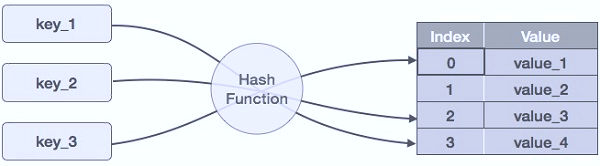 key_1
key_2
key_3
Hash
Function
Index Value
0 value_1
1 value_2
2 value_3
3 value_4